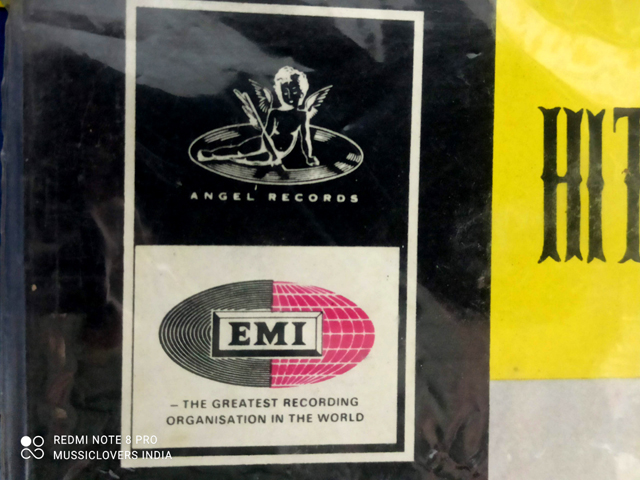 ANGEL RECORDS
EMI
— THE GREATEST RECORDING
ORGANISATION IN THE WORLD
HIT
REDMI NOTE 8 PRO
MUSSICLOVERS INDIA